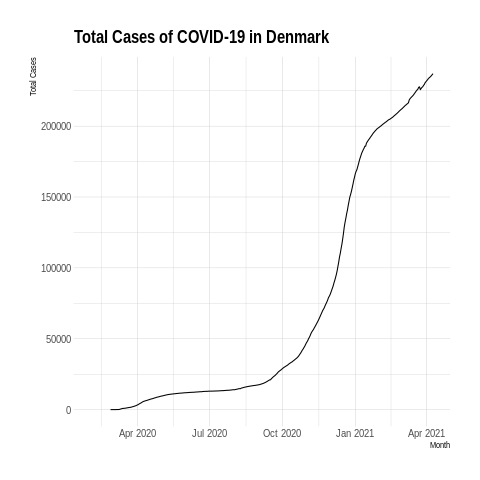 Total Cases of COVID-19 in Denmark
Total Cases
200000
150000
100000
50000
0
Apr 2020 Jul 2020 Oct 2020 Jan 2021 Apr 2021
Month